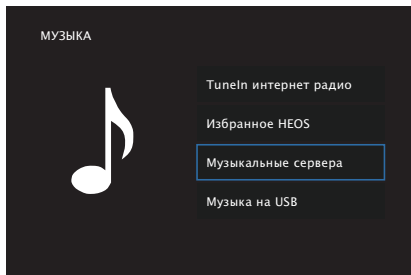 МУЗЫКА
TuneIn интернет радио
Избранное HEOS
Музыкальные сервера
Музыка на USB